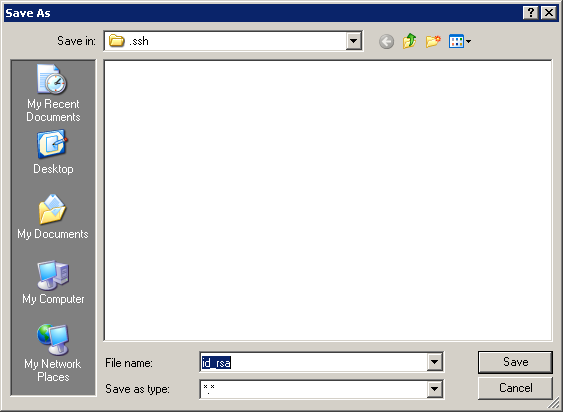 Save As
Save in:
.ssh
My Recent
Documents
Desktop
My Documents
My Computer
My Network
Places
File name:
id_rsa
Save
Save as type:
*.*
Cancel